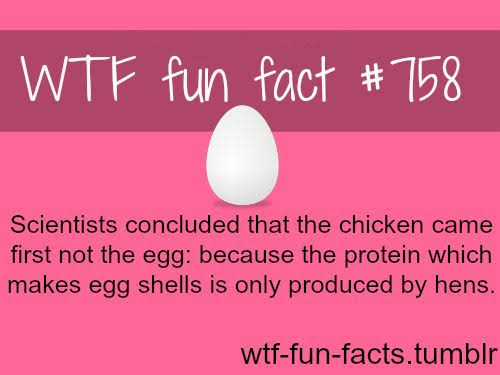 WTF fun fact #758
Scientists concluded that the chicken came
first not the egg: because the protein which
makes egg shells is only produced by hens.
wtf-fun-facts.tumblr